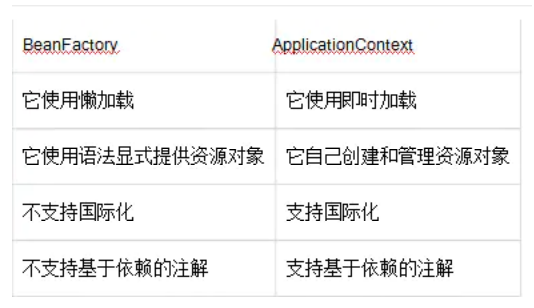 BeanFactory ApplicationContext
它使用懒加载 它使用即时加载
它使用语法显式提供资源对象 它自己创建和管理资源对象
不支持国际化 支持国际化
不支持基于依赖的注解 支持基于依赖的注解